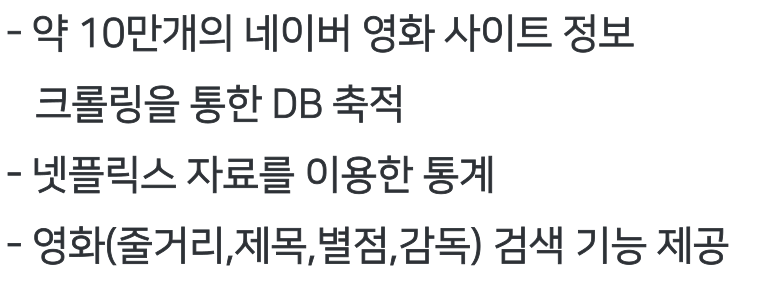 - 약 10만개의 네이버 영화 사이트 정보
크롤링을 통한 DB 축적
- 넷플릭스 자료를 이용한 통계
- 영화(줄거리,제목,별점,감독) 검색 기능 제공